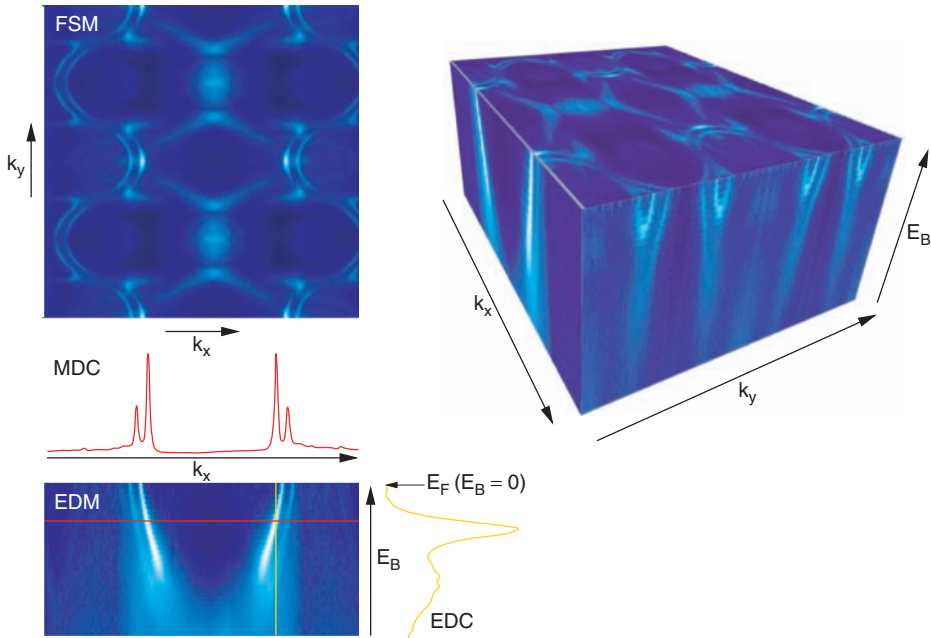 FSM
k_y
k_x
MDC
k_x
EDM
E_B
E_F (E_B = 0)
EDC
k_x
k_y
E_B